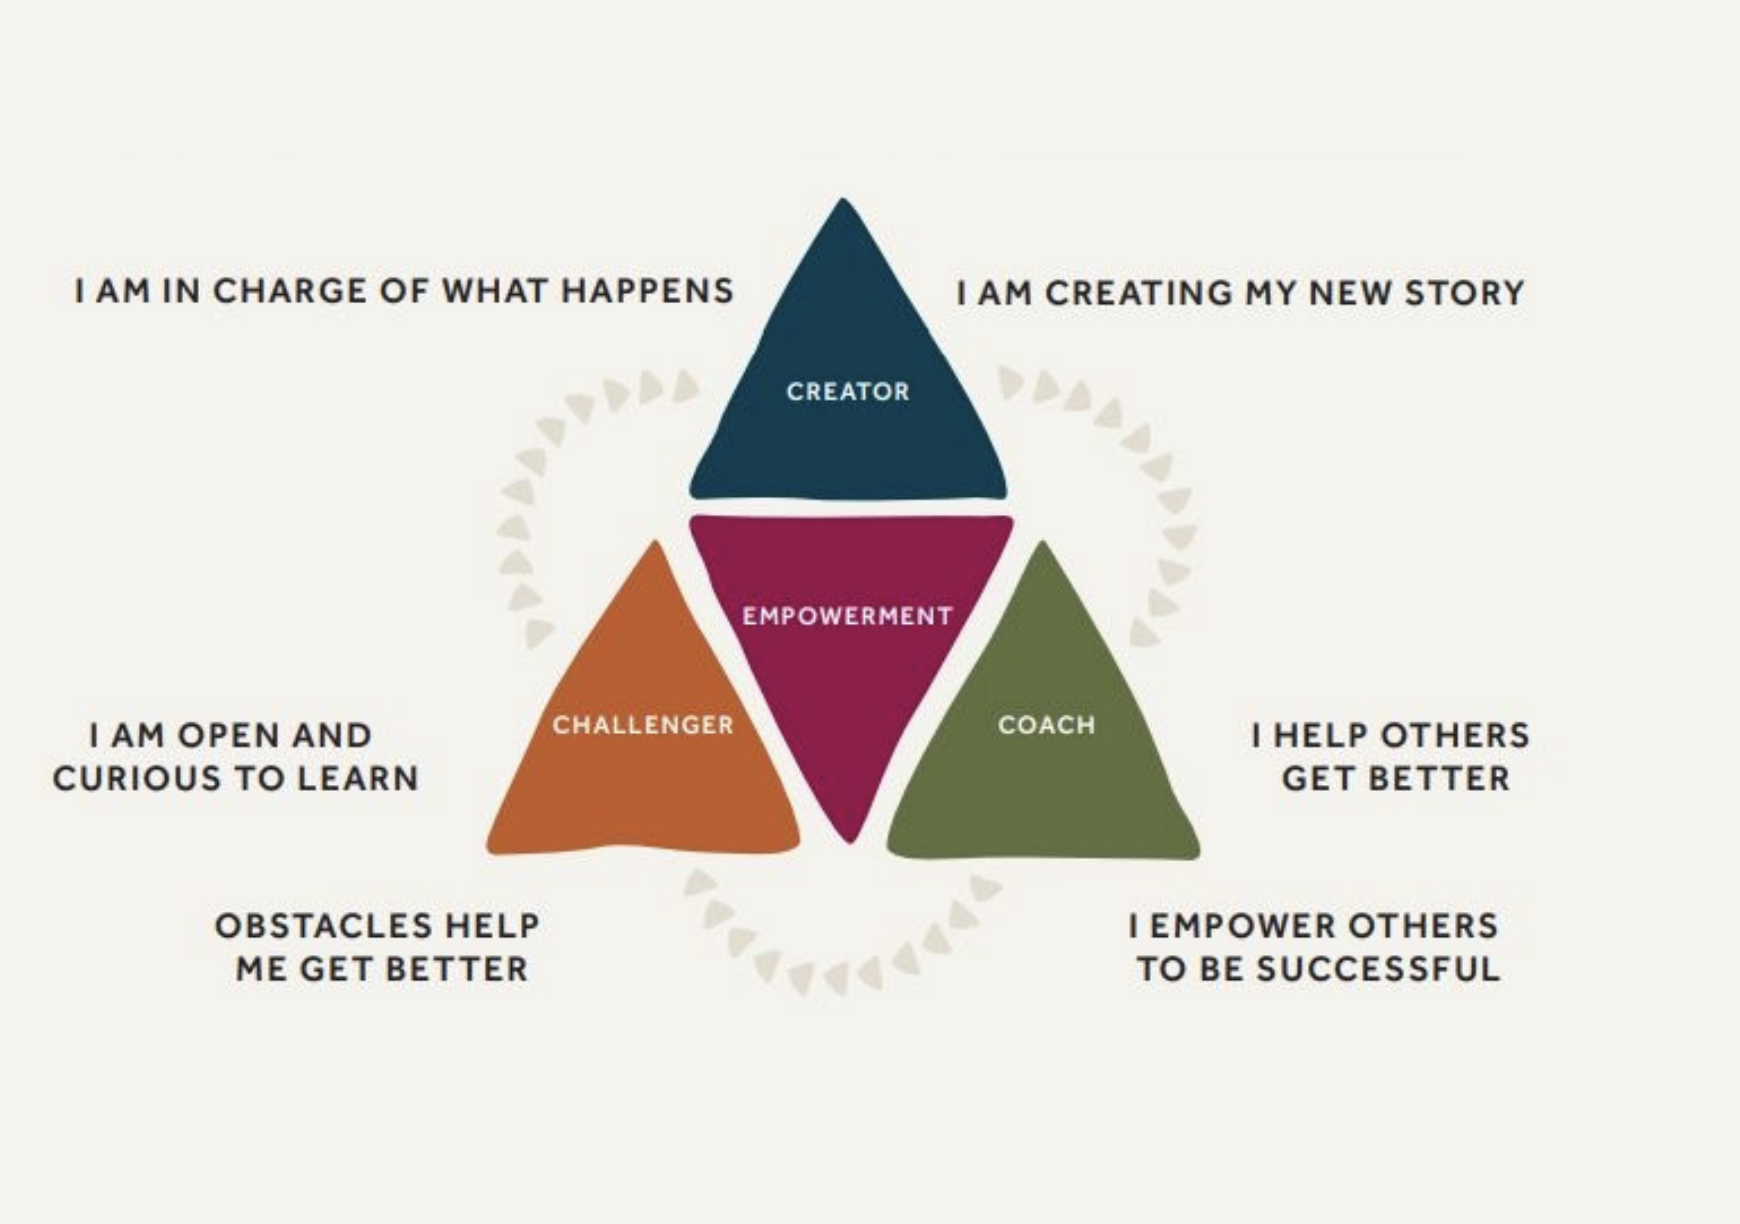 I AM IN CHARGE OF WHAT HAPPENS
I AM CREATING MY NEW STORY
CREATOR
EMPOWERMENT
CHALLENGER
COACH
I AM OPEN AND
CURIOUS TO LEARN
I HELP OTHERS
GET BETTER
OBSTACLES HELP
ME GET BETTER
I EMPOWER OTHERS
TO BE SUCCESSFUL